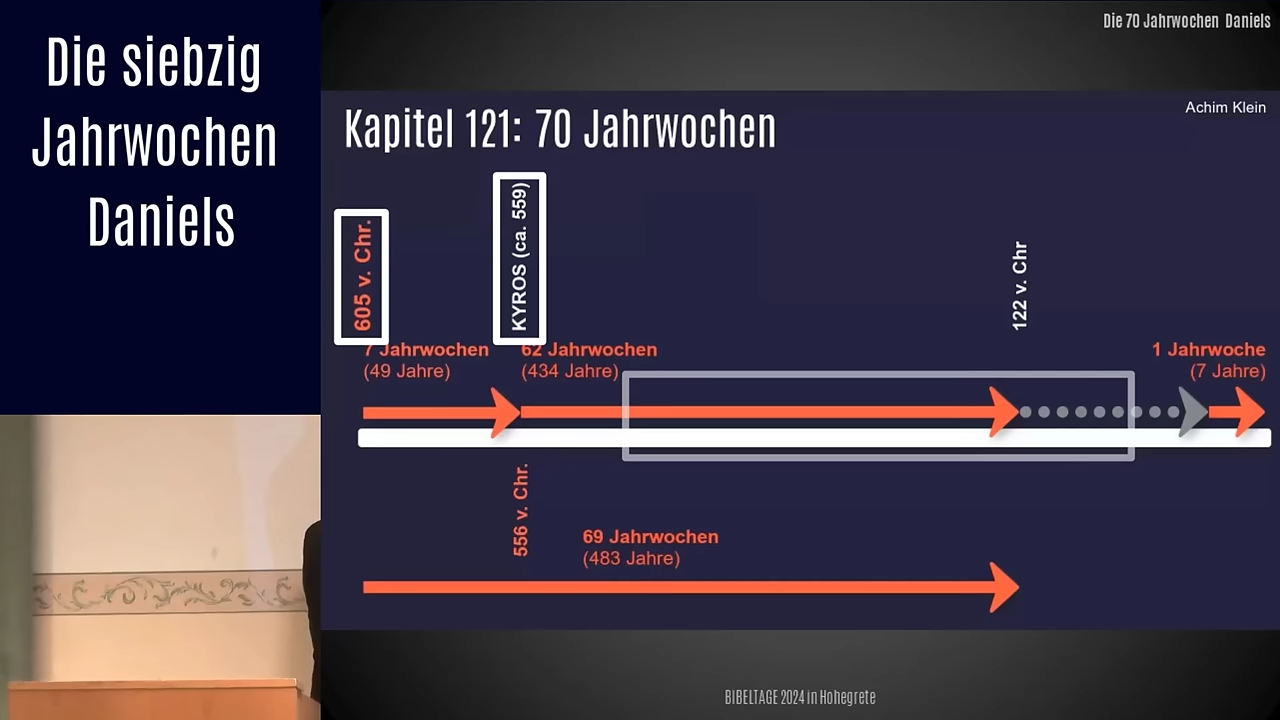 Die siebzig
Jahrwochen
Daniels
Die 70 Jahrwochen Daniels
Achim Klein
Kapitel 121: 70 Jahrwochen
605 v. Chr.
KYROS (ca. 559)
122 v. Chr
7 Jahrwochen
(49 Jahre)
62 Jahrwochen
(434 Jahre)
1 Jahrwoche
(7 Jahre)
556 v. Chr.
69 Jahrwochen
(483 Jahre)
BIBELTAGE 2024 in Hohegrete